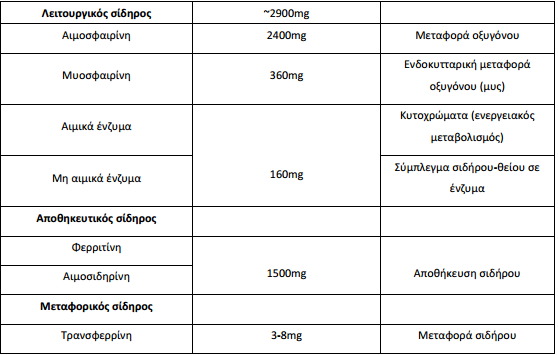 Λειτουργικός σίδηρος ~2900mg
Αιμοσφαιρίνη 2400mg Μεταφορά οξυγόνου
Μυοσφαιρίνη 360mg Ενδοκυτταρική μεταφορά
οξυγόνου (μυς)
Αιμικά ένζυμα Κυτοχρώματα (ενεργειακός
μεταβολισμός)
Μη αιμικά ένζυμα 160mg Σύμπλεγμα σιδήρου-θείου σε
ένζυμα
Αποθηκευτικός σίδηρος
Φερριτίνη
Αιμοσιδηρίνη 1500mg Αποθήκευση σιδήρου
Μεταφορικός σίδηρος
Τρανσφερρίνη 3-8mg Μεταφορά σιδήρου